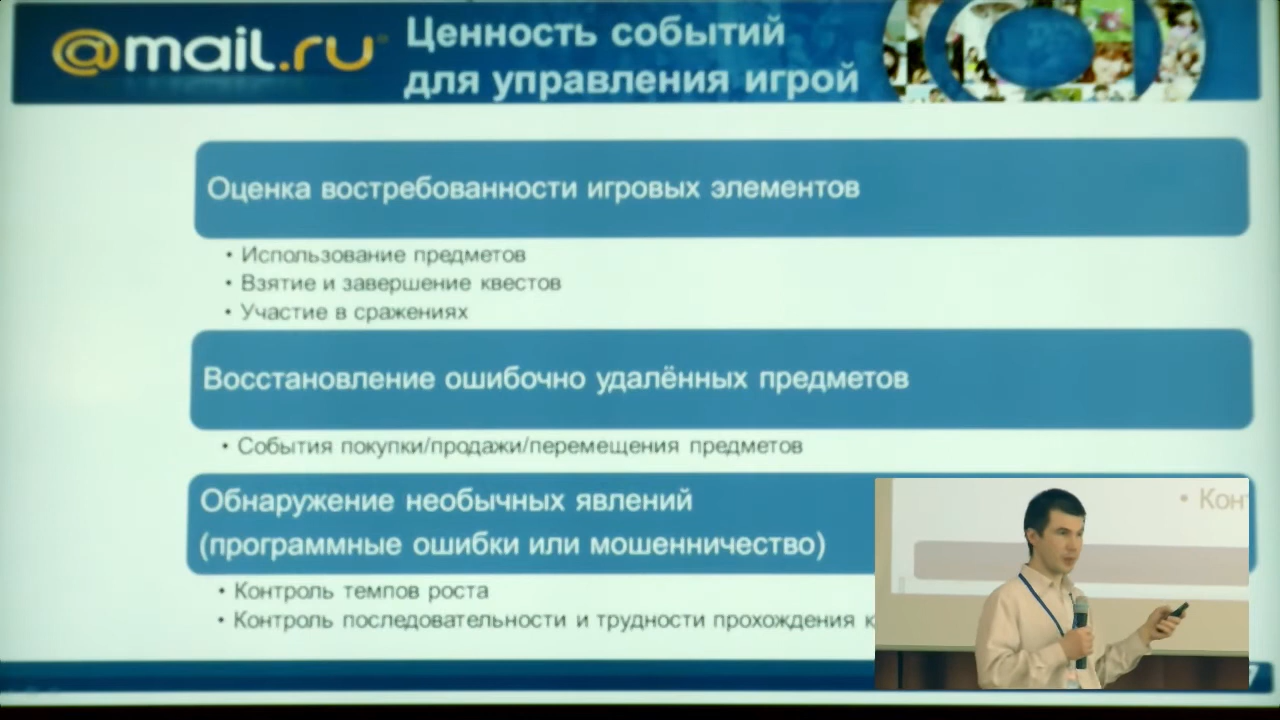 @mail.ru
Ценность событий
для управления игрой
Оценка востребованности игровых элементов
• Использование предметов
• Взятие и завершение квестов
• Участие в сражениях
Восстановление ошибочно удалённых предметов
• События покупки/продажи/перемещения предметов
Обнаружение необычных явлений
(программные ошибки или мошенничество)
• Контроль темпов роста
• Контроль последовательности и трудности прохождения
• Конт
7